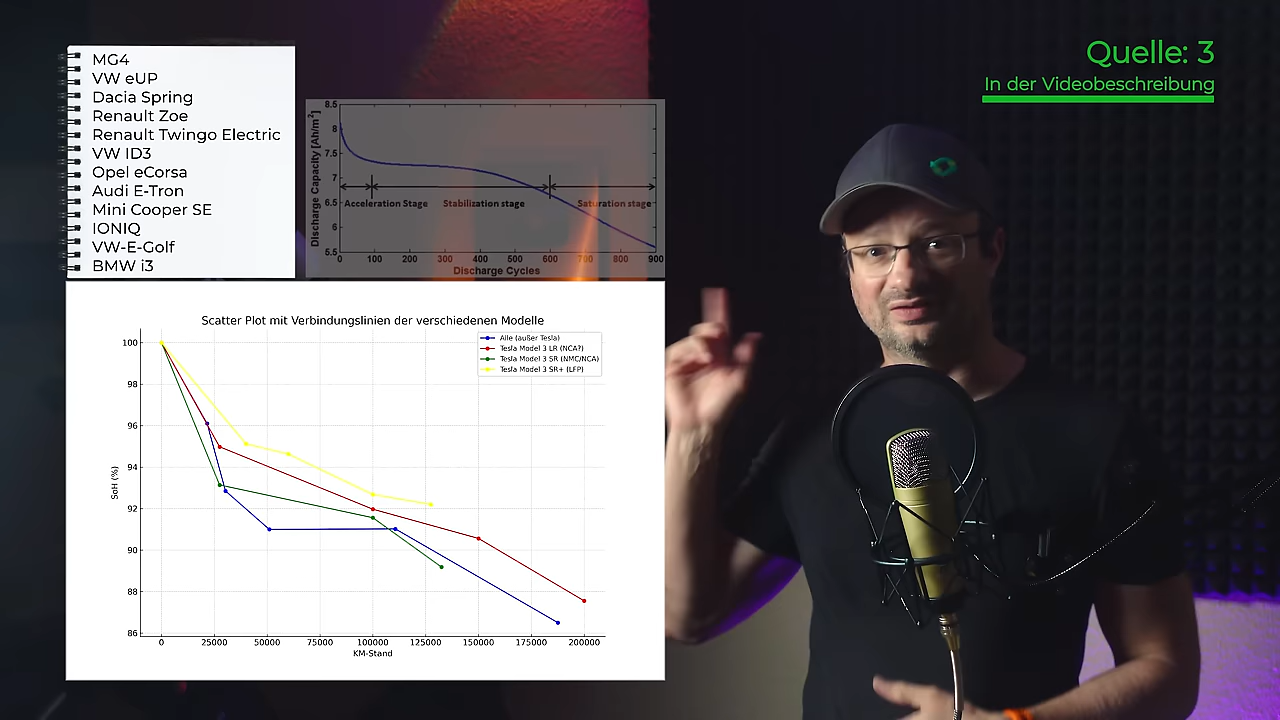 MG4
VW eUP
Dacia Spring
Renault Zoe
Renault Twingo Electric
VW ID3
Opel eCorsa
Audi E-Tron
Mini Cooper SE
IONIQ
VW-E-Golf
BMW i3
Quelle: 3
In der Videobeschreibung
Discharge Capacity [Ah/m²]
8.5
8
7.5
7
6.5
6
5.5
Acceleration Stage
Stabilization stage
Saturation stage
0 100 200 300 400 500 600 700 800 900
Discharge Cycles
Scatter Plot mit Verbindungslinien der verschiedenen Modelle
Alle (außer Tesla)
Tesla Model 3 LR (NCA?)
Tesla Model 3 SR (NMC/NCA)
Tesla Model 3 SR+ (LFP)
SoH (%)
100
98
96
94
92
90
88
86
0 25000 50000 75000 100000 125000 150000 175000 200000
KM-Stand